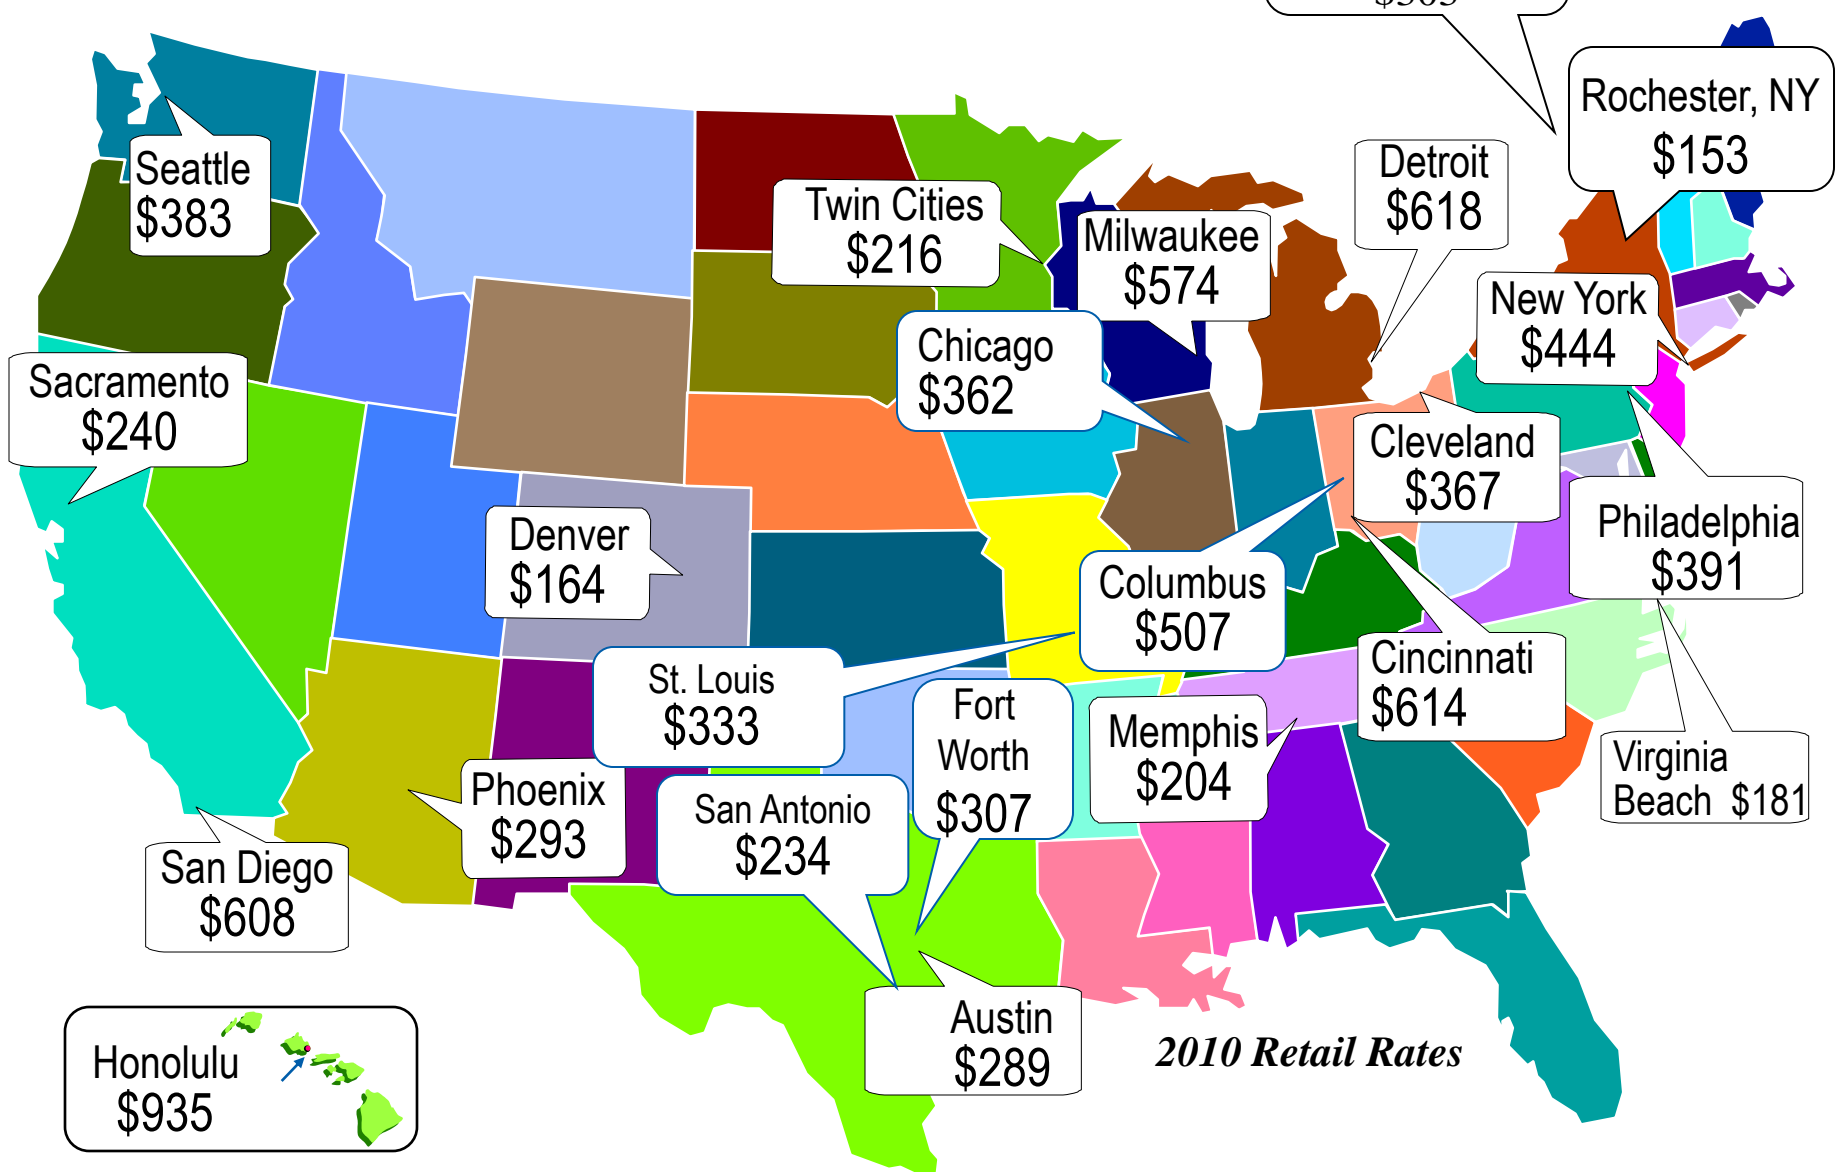 Rochester, NY
$153
Seattle
$383
Detroit
$618
Twin Cities
$216
Milwaukee
$574
New York
$444
Chicago
$362
Sacramento
$240
Cleveland
$367
Philadelphia
$391
Denver
$164
Columbus
$507
St. Louis
$333
Cincinnati
$614
Fort
Worth
$307
Memphis
$204
Virginia
Beach $181
Phoenix
$293
San Antonio
$234
San Diego
$608
Austin
$289
2010 Retail Rates
Honolulu
$935